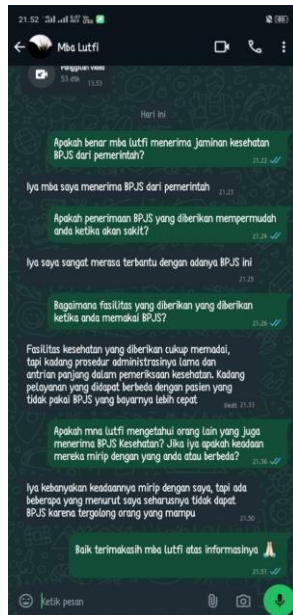 21.52
Mba Lutfi
Panggilan video
53 dtk 13.53
Hari ini
Apakah benar mba lutfi menerima jaminan kesehatan
BPJS dari pemerintah?
21.22
Iya mba saya menerima BPJS dari pemerintah 21.23
Apakah penerimaan BPJS yang diberikan mempermudah
anda ketika akan sakit?
21.24
Iya saya sangat merasa terbantu dengan adanya BPJS ini
21.25
Bagaimana fasilitas yang diberikan yang diberikan
ketika anda memakai BPJS?
21.26
Fasilitas kesehatan yang diberikan cukup memadai,
tapi kadang prosedur administrasinya lama dan
antrian panjang dalam pemeriksaan kesehatan. Kadang
pelayanan yang didapat berbeda dengan pasien yang
tidak pakai BPJS yang bayarnya lebih cepat
21.33
Apakah mna lutfi mengetahui orang lain yang juga
menerima BPJS Kesehatan? Jika iya apakah keadaan
mereka mirip dengan yang anda atau berbeda?
21.36
Iya kebanyakan keadaannya mirip dengan saya, tapi ada
beberapa yang menurut saya seharusnya tidak dapat
BPJS karena tergolong orang yang mampu
21.50
Baik terimakasih mba lutfi atas informasinya 🙏🏻
21.51
Ketik pesan